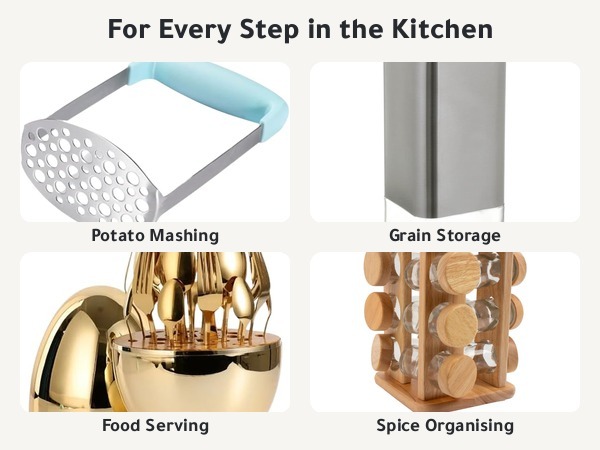 For Every Step in the Kitchen
Potato Mashing
Grain Storage
Food Serving
Spice Organising